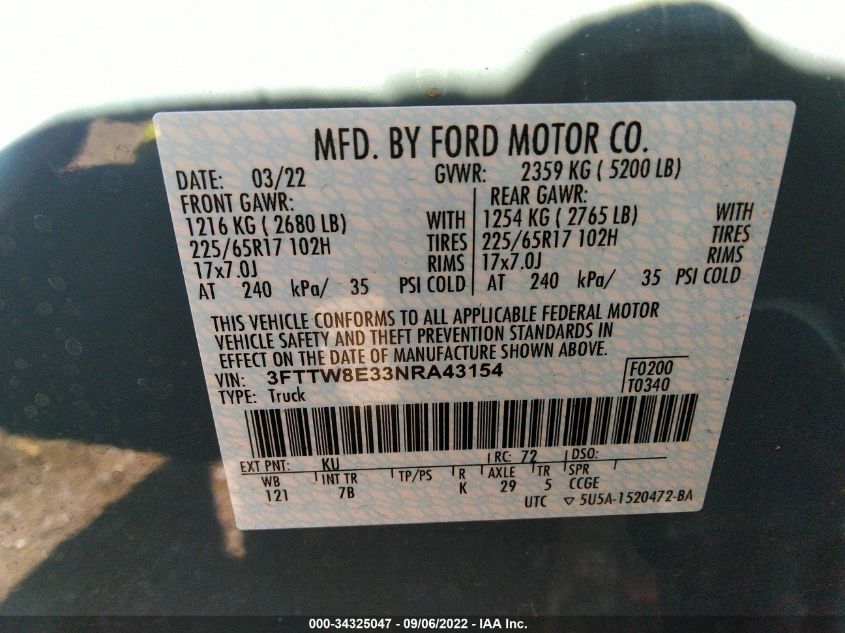 MFD. BY FORD MOTOR CO.
DATE: 03/22 GVWR: 2359 KG ( 5200 LB)
FRONT GAWR: REAR GAWR:
1216 KG ( 2680 LB) WITH 1254 KG ( 2765 LB) WITH
225/65R17 102H TIRES 225/65R17 102H TIRES
17x7.0J RIMS 17x7.0J RIMS
AT 240 kPa/ 35 PSI COLD AT 240 kPa/ 35 PSI COLD
THIS VEHICLE CONFORMS TO ALL APPLICABLE FEDERAL MOTOR
VEHICLE SAFETY AND THEFT PREVENTION STANDARDS IN
EFFECT ON THE DATE OF MANUFACTURE SHOWN ABOVE.
VIN: 3FTTW8E33NRA43154 F0200
TYPE: Truck T0340
EXT PNT: KU RC: 72 DSO:
WB INT TR TP/PS R AXLE TR SPR
121 7B K 29 5 CCGE
UTC ▽ 5U5A-1520472-BA
000-34325047 - 09/06/2022 - IAA Inc.